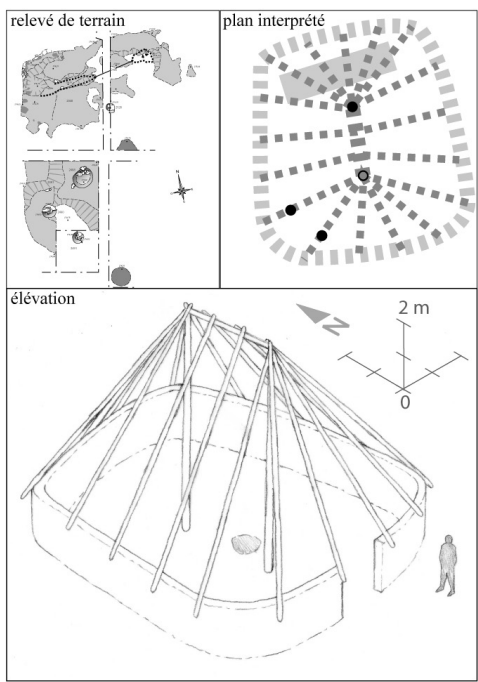 relevé de terrain
N
plan interprété
élévation
N
2 m
0